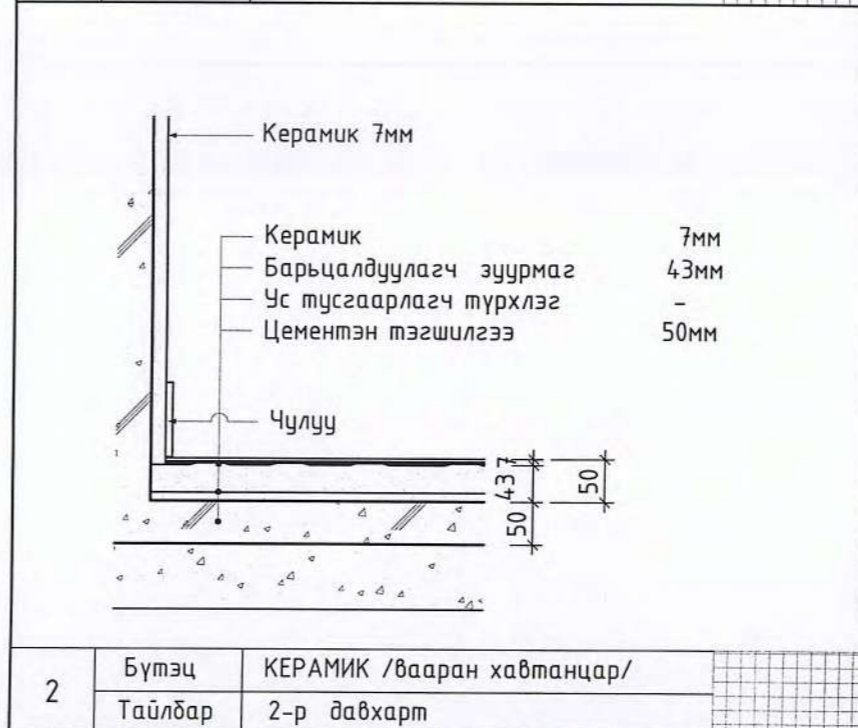 Керамик 7мм
Керамик 7мм
Барьцалдуулагч зуурмаг 43мм
Ус тусгаарлагч түрхлэг -
Цементэн тэгшилгээ 50мм
Чулуу
7
43
50
50
2
Бүтэц КЕРАМИК /вааран хавтанцар/
Тайлбар 2-р давхарт